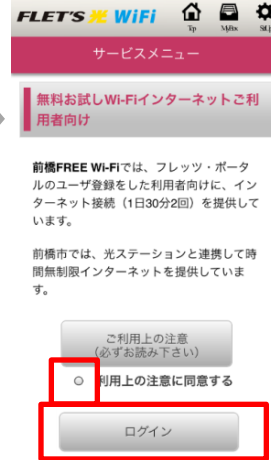 FLET'S 光 WiFi
Top
MyBox
サービスメニュー
無料お試しWi-Fiインターネットご利
用者向け
前橋FREE Wi-Fiでは、フレッツ・ポータ
ルのユーザ登録をした利用者向けに、イン
ターネット接続（1日30分2回）を提供して
います。
前橋市では、光ステーションと連携して時
間無制限インターネットを提供していま
す。
ご利用上の注意
（必ずお読み下さい）
利用上の注意に同意する
ログイン